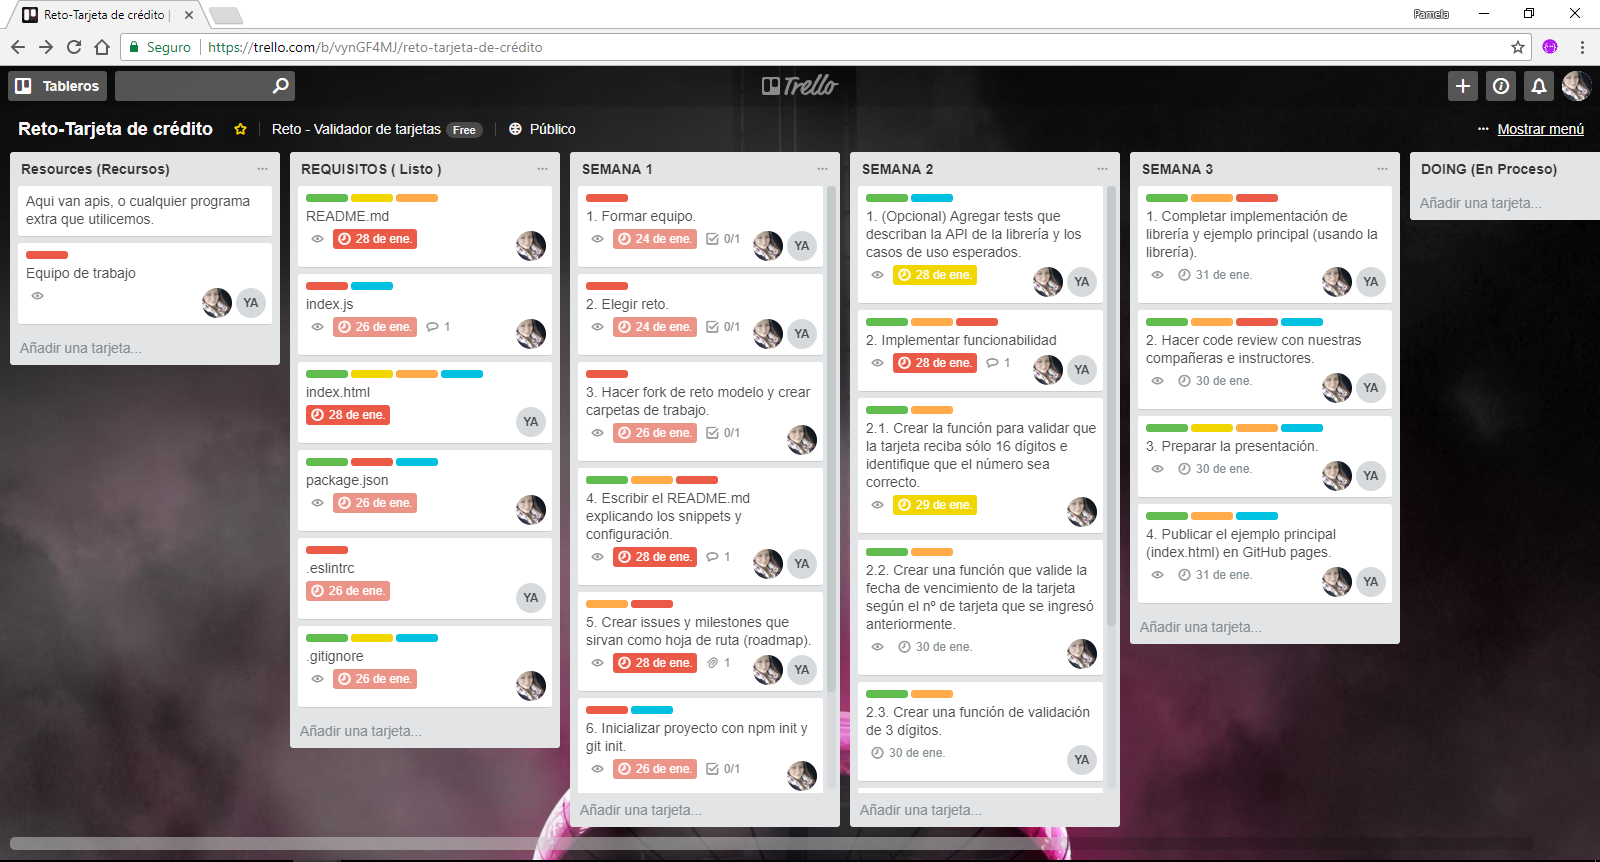 Reto-Tarjeta de crédito |
Pamela
Seguro
https://trello.com/b/vynGF4MJ/reto-tarjeta-de-crédito
Tableros
Trello
Reto-Tarjeta de crédito
Reto - Validador de tarjetas
Free
Público
Mostrar menú
Resources (Recursos)
Aqui van apis, o cualquier programa
extra que utilicemos.
Equipo de trabajo
YA
Añadir una tarjeta...
REQUISITOS ( Listo )
README.md
28 de ene.
index.js
26 de ene.
1
index.html
28 de ene.
YA
package.json
26 de ene.
.eslintrc
26 de ene.
YA
.gitignore
26 de ene.
Añadir una tarjeta...
SEMANA 1
1. Formar equipo.
24 de ene.
0/1
YA
2. Elegir reto.
24 de ene.
0/1
YA
3. Hacer fork de reto modelo y crear
carpetas de trabajo.
26 de ene.
0/1
4. Escribir el README.md
explicando los snippets y
configuración.
28 de ene.
1
YA
5. Crear issues y milestones que
sirvan como hoja de ruta (roadmap).
28 de ene.
1
YA
6. Inicializar proyecto con npm init y
git init.
26 de ene.
0/1
Añadir una tarjeta...
SEMANA 2
1. (Opcional) Agregar tests que
describan la API de la librería y los
casos de uso esperados.
28 de ene.
YA
2. Implementar funcionabilidad
28 de ene.
1
YA
2.1. Crear la función para validar que
la tarjeta reciba sólo 16 dígitos e
identifique que el número sea
correcto.
29 de ene.
2.2. Crear una función que valide la
fecha de vencimiento de la tarjeta
según el nº de tarjeta que se ingresó
anteriormente.
30 de ene.
2.3. Crear una función de validación
de 3 dígitos.
30 de ene.
YA
Añadir una tarjeta...
SEMANA 3
1. Completar implementación de
librería y ejemplo principal (usando la
librería).
31 de ene.
YA
2. Hacer code review con nuestras
compañeras e instructores.
30 de ene.
YA
3. Preparar la presentación.
30 de ene.
YA
4. Publicar el ejemplo principal
(index.html) en GitHub pages.
31 de ene.
YA
Añadir una tarjeta...
DOING (En Proceso)
Añadir una tarjeta...